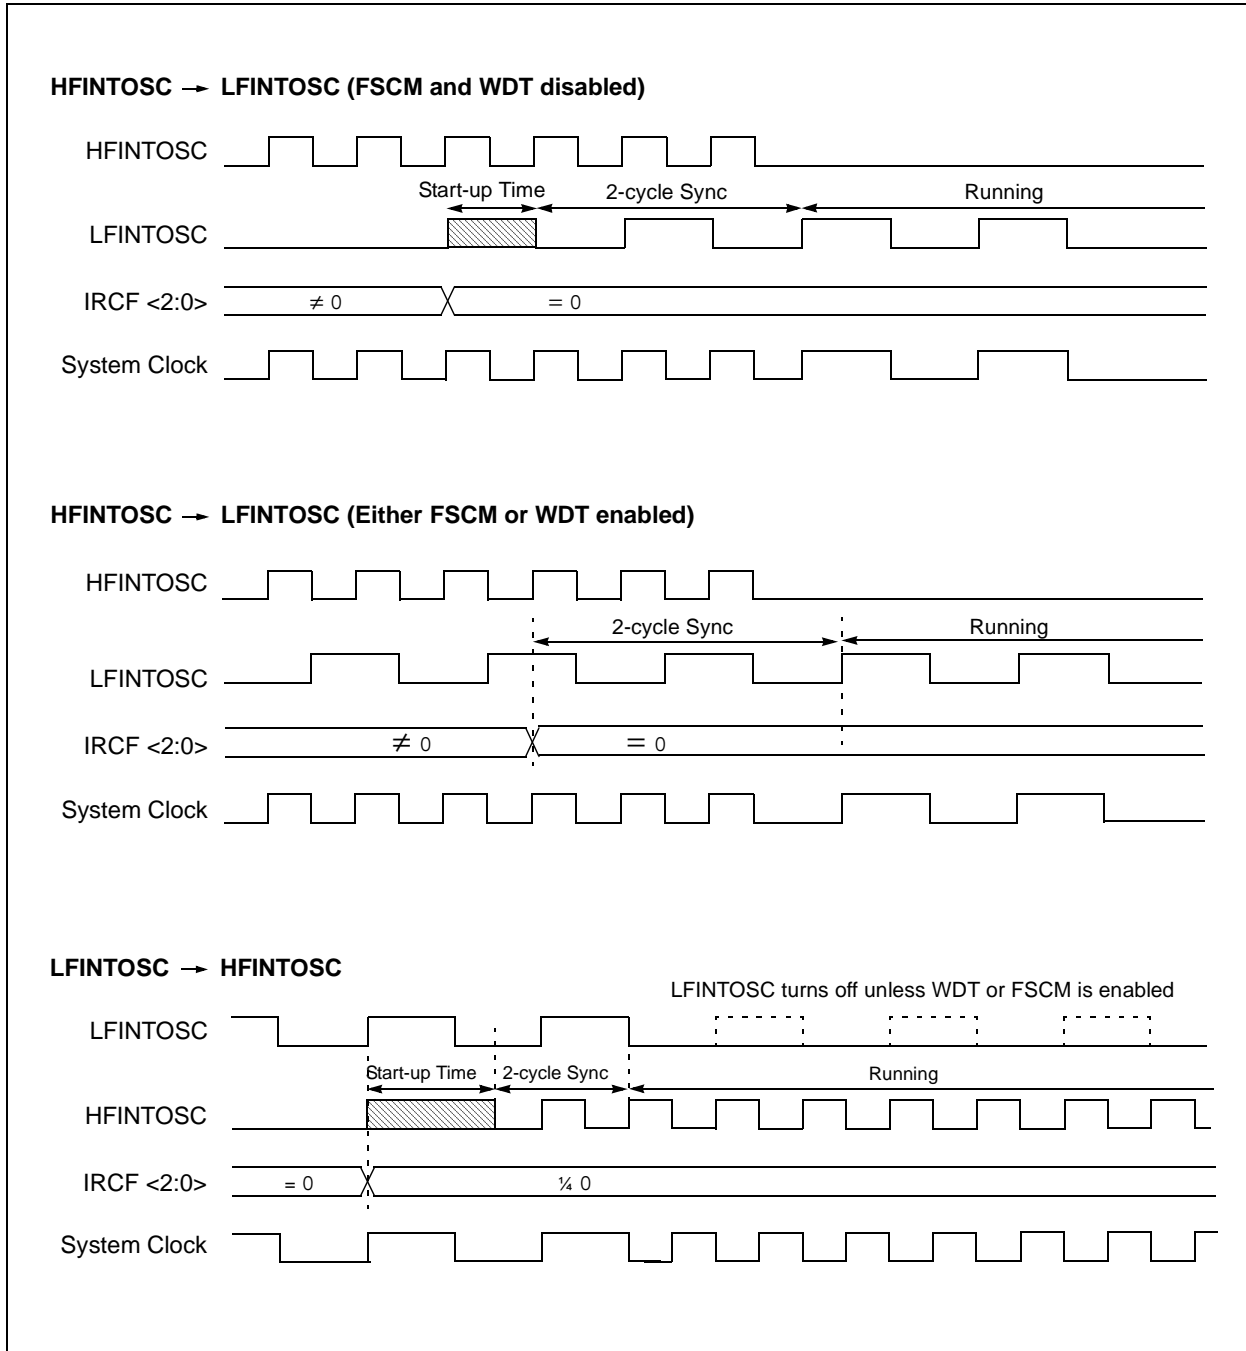 HFINTOSC → LFINTOSC (FSCM and WDT disabled)
HFINTOSC
Start-up Time 2-cycle Sync Running
LFINTOSC
IRCF <2:0> ≠ 0 = 0
System Clock
HFINTOSC → LFINTOSC (Either FSCM or WDT enabled)
HFINTOSC
2-cycle Sync Running
LFINTOSC
IRCF <2:0> ≠ 0 = 0
System Clock
LFINTOSC → HFINTOSC
LFINTOSC turns off unless WDT or FSCM is enabled
LFINTOSC
Start-up Time 2-cycle Sync Running
HFINTOSC
IRCF <2:0> = 0 ¼ 0
System Clock